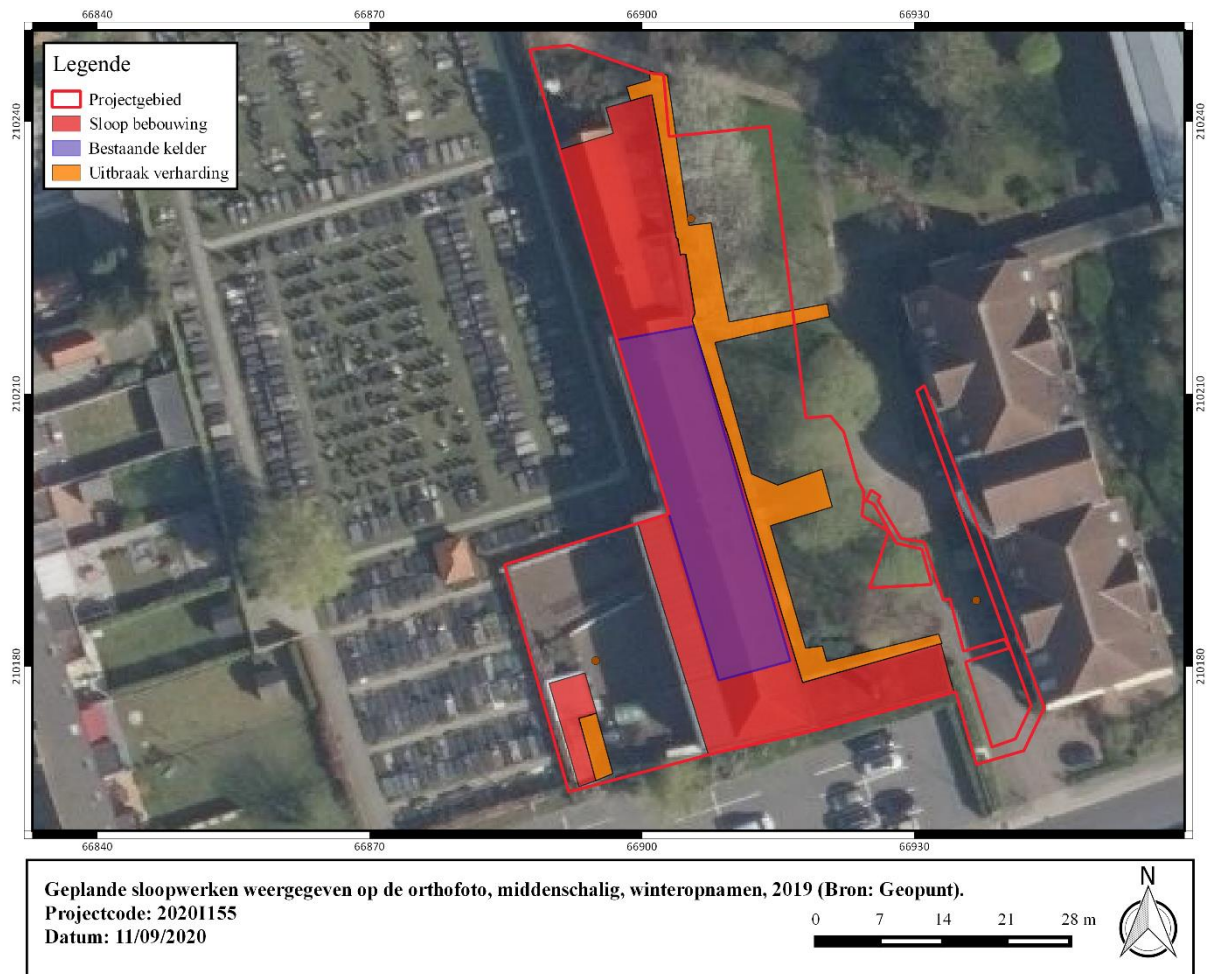 66840 66870 66900 66930
Legende
Projectgebied
Sloop bebouwing
Bestaande kelder
Uitbraak verharding
210240 210240
210210 210210
210180 210180
66840 66870 66900 66930
Geplande sloopwerken weergegeven op de orthofoto, middenschalig, winteropnamen, 2019 (Bron: Geopunt).
Projectcode: 2020I155
Datum: 11/09/2020
0 7 14 21 28 m
N